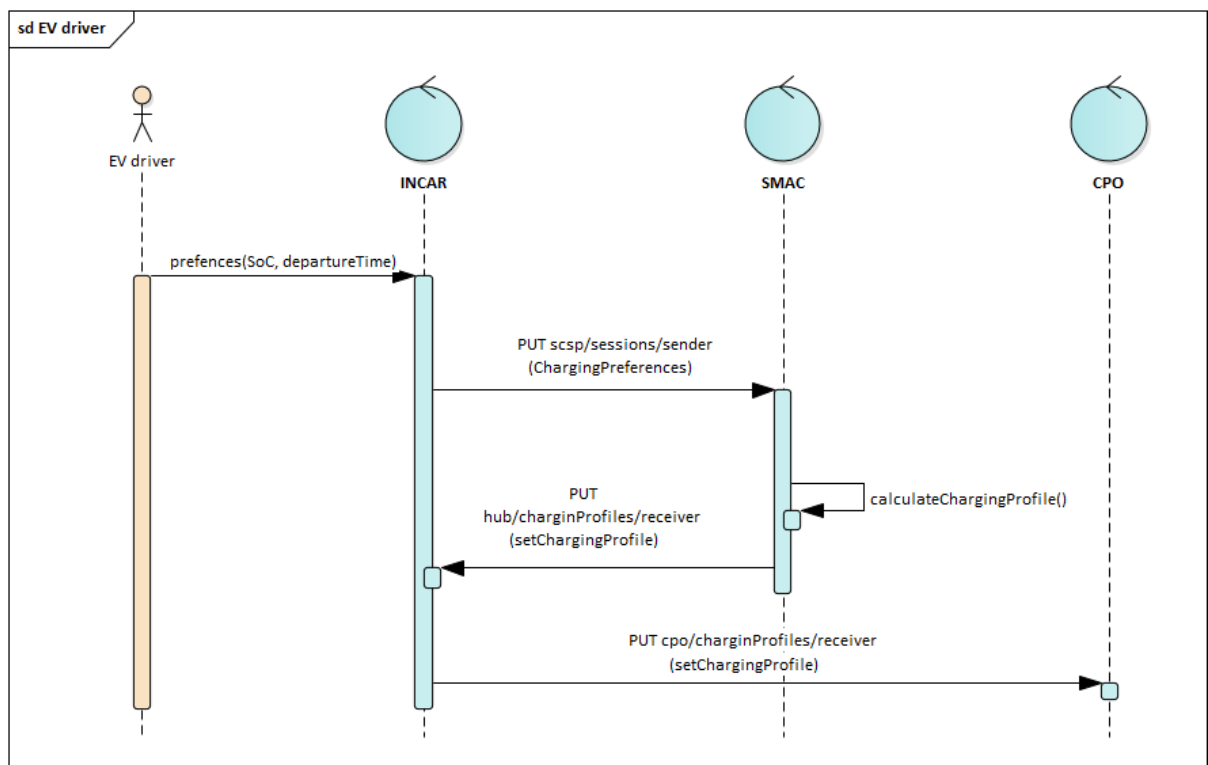 sd EV driver
EV driver
INCAR
SMAC
CPO
prefences(SoC, departureTime)
PUT scsp/sessions/sender
(ChargingPreferences)
calculateChargingProfile()
PUT
hub/charginProfiles/receiver
(setChargingProfile)
PUT cpo/charginProfiles/receiver
(setChargingProfile)